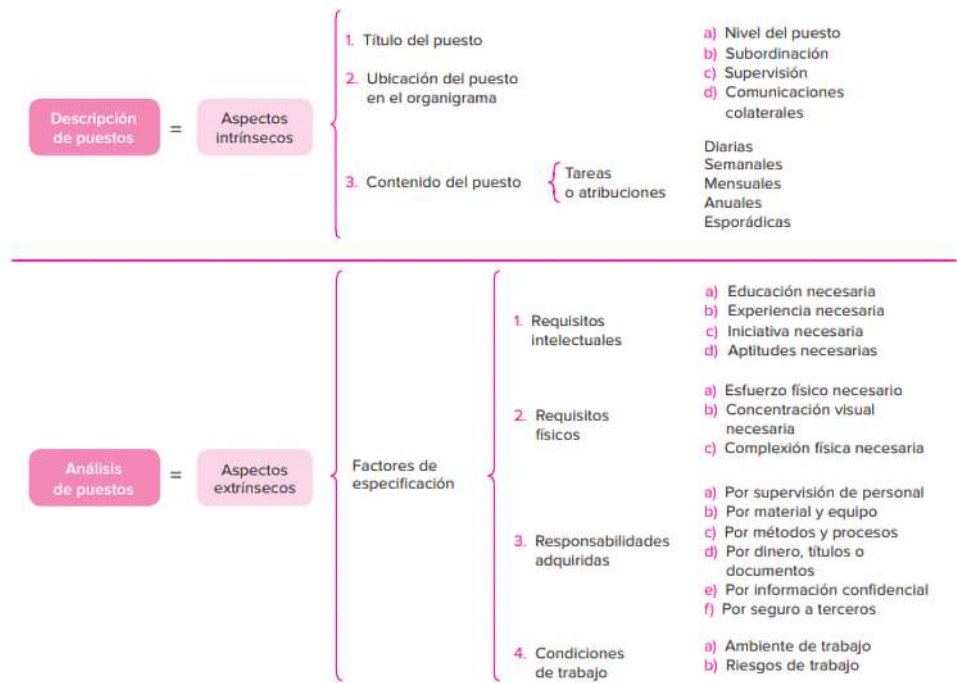 Descripción
de puestos
=
Aspectos
intrínsecos
1. Título del puesto
2. Ubicación del puesto
en el organigrama
a) Nivel del puesto
b) Subordinación
c) Supervisión
d) Comunicaciones
colaterales
3. Contenido del puesto
Tareas
o atribuciones
Diarias
Semanales
Mensuales
Anuales
Esporádicas
Análisis
de puestos
=
Aspectos
extrínsecos
Factores de
especificación
1. Requisitos
intelectuales
a) Educación necesaria
b) Experiencia necesaria
c) Iniciativa necesaria
d) Aptitudes necesarias
2. Requisitos
físicos
a) Esfuerzo físico necesario
b) Concentración visual
necesaria
c) Complexión física necesaria
3. Responsabilidades
adquiridas
a) Por supervisión de personal
b) Por material y equipo
c) Por métodos y procesos
d) Por dinero, títulos o
documentos
e) Por información confidencial
f) Por seguro a terceros
4. Condiciones
de trabajo
a) Ambiente de trabajo
b) Riesgos de trabajo